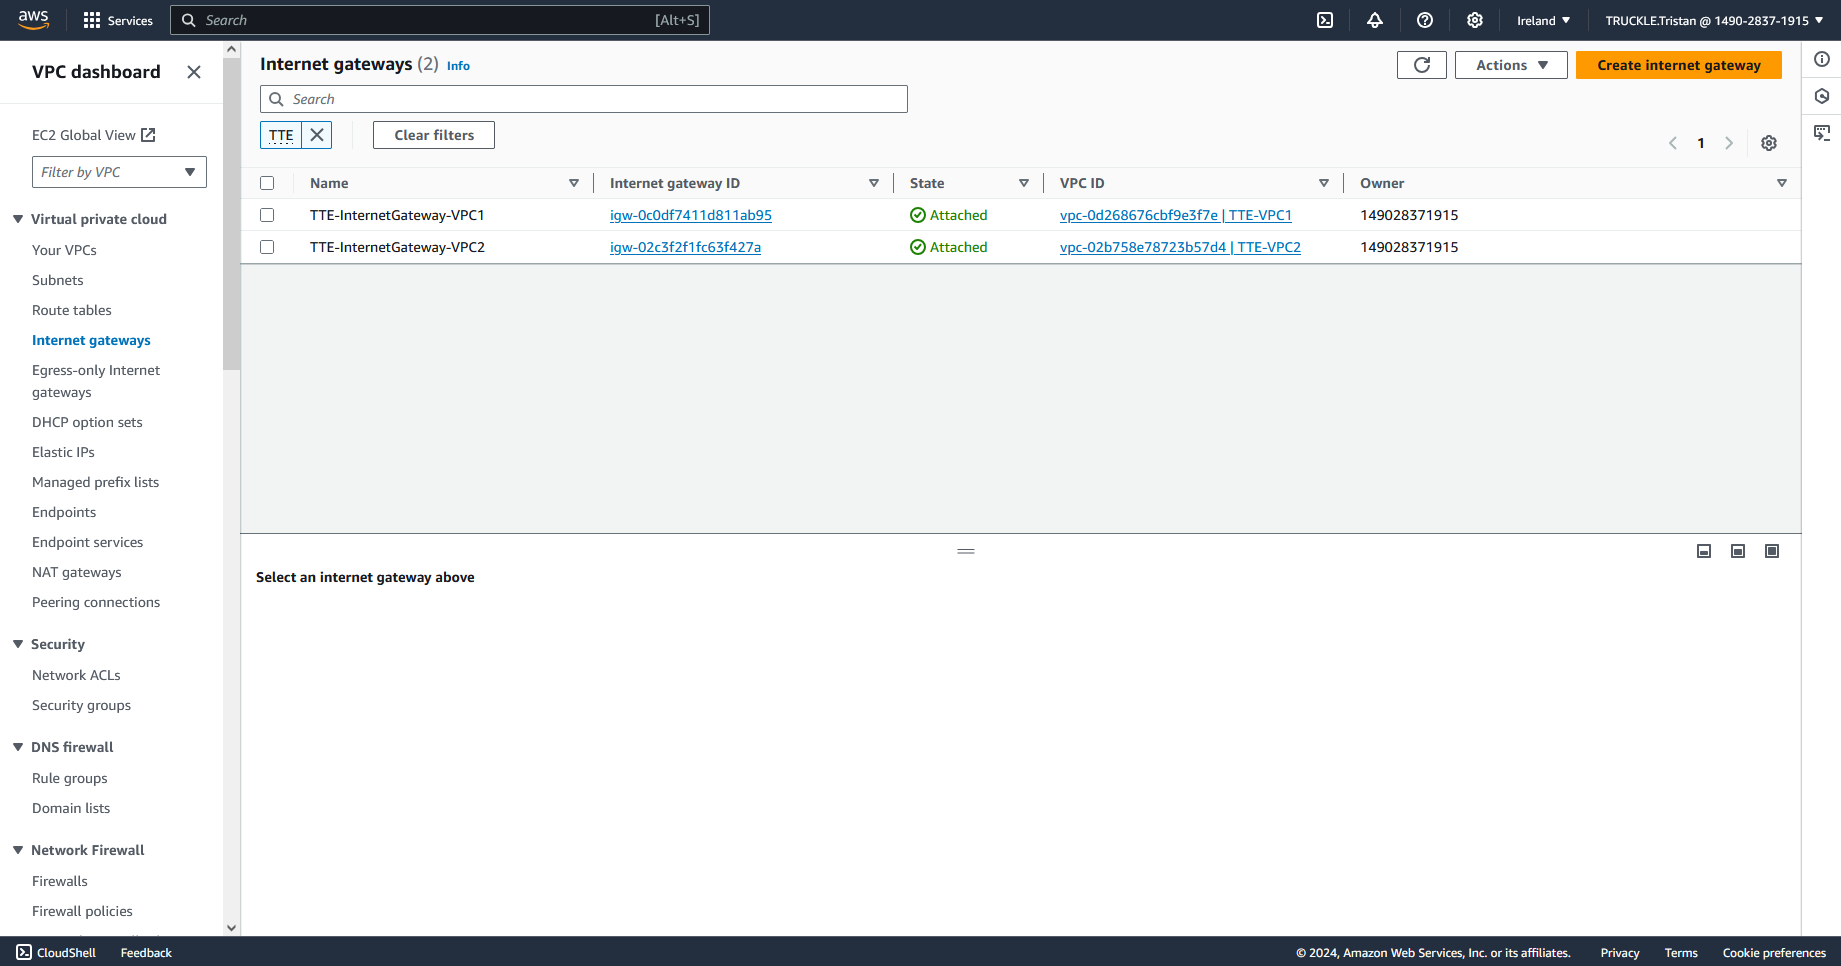 aws
Services
Search
[Alt+S]
Ireland
TRUCKLE.Tristan @ 1490-2837-1915
VPC dashboard
EC2 Global View
Filter by VPC
Virtual private cloud
Your VPCs
Subnets
Route tables
Internet gateways
Egress-only Internet
gateways
DHCP option sets
Elastic IPs
Managed prefix lists
Endpoints
Endpoint services
NAT gateways
Peering connections
Security
Network ACLs
Security groups
DNS firewall
Rule groups
Domain lists
Network Firewall
Firewalls
Firewall policies
Internet gateways (2) Info
Actions
Create internet gateway
Search
TTE
Clear filters
1
Name Internet gateway ID State VPC ID Owner
TTE-InternetGateway-VPC1 igw-0c0df7411d811ab95 Attached vpc-0d268676cbf9e3f7e | TTE-VPC1 149028371915
TTE-InternetGateway-VPC2 igw-02c3f2f1fc63f427a Attached vpc-02b758e78723b57d4 | TTE-VPC2 149028371915
Select an internet gateway above
CloudShell Feedback © 2024, Amazon Web Services, Inc. or its affiliates. Privacy Terms Cookie preferences